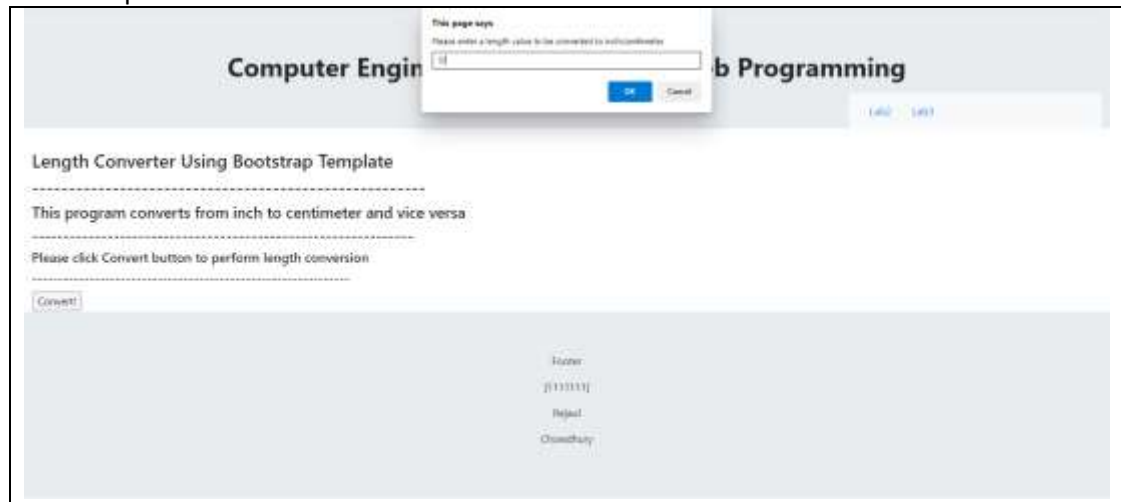 This page says
Please enter a length value to be converted to inch/centimeter
Computer Engin b Programming
OK Cancel
Lab2 Lab3
Length Converter Using Bootstrap Template
-----------------------------------------------------
This program converts from inch to centimeter and vice versa
--------------------------------------------------------------
Please click Convert button to perform length conversion
----------------------------------------------------------------
Convert!
Footer
Rejaul
Chowdhury